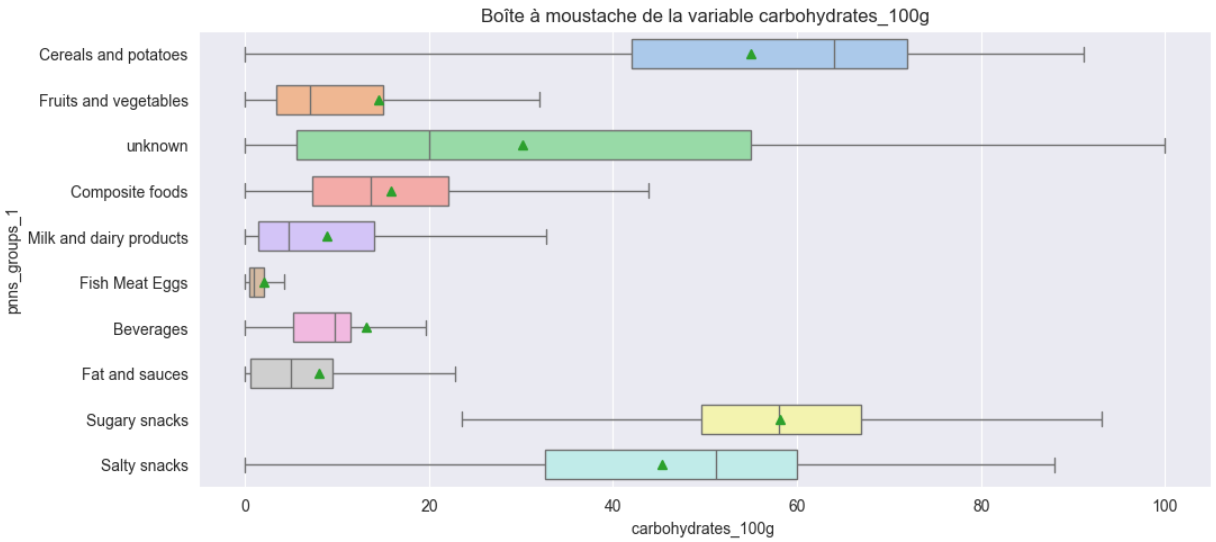 Boîte à moustache de la variable carbohydrates_100g
Cereals and potatoes
Fruits and vegetables
unknown
Composite foods
Milk and dairy products
Fish Meat Eggs
Beverages
Fat and sauces
Sugary snacks
Salty snacks
pnns_groups_1
0 20 40 60 80 100
carbohydrates_100g